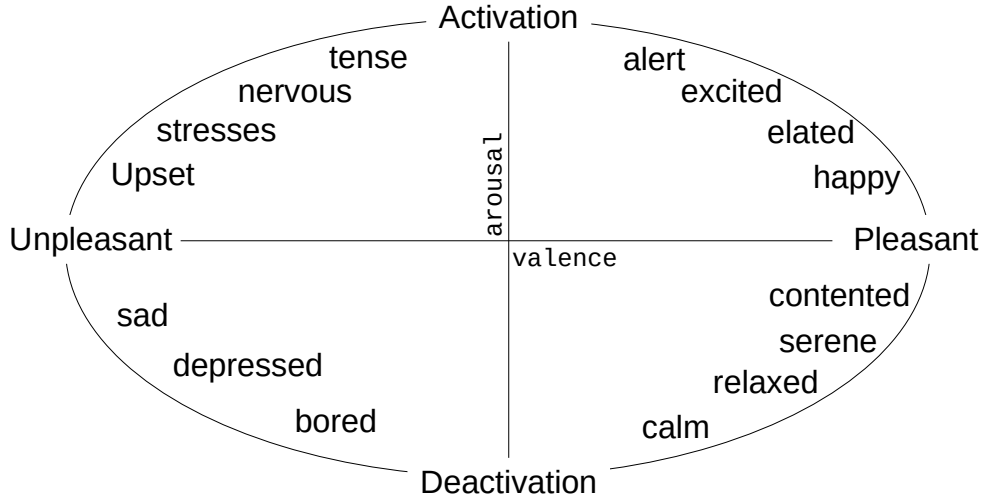 Activation
tense
alert
nervous
excited
stresses
elated
Upset
happy
arousal
Unpleasant
Pleasant
valence
contented
sad
serene
depressed
relaxed
bored
calm
Deactivation